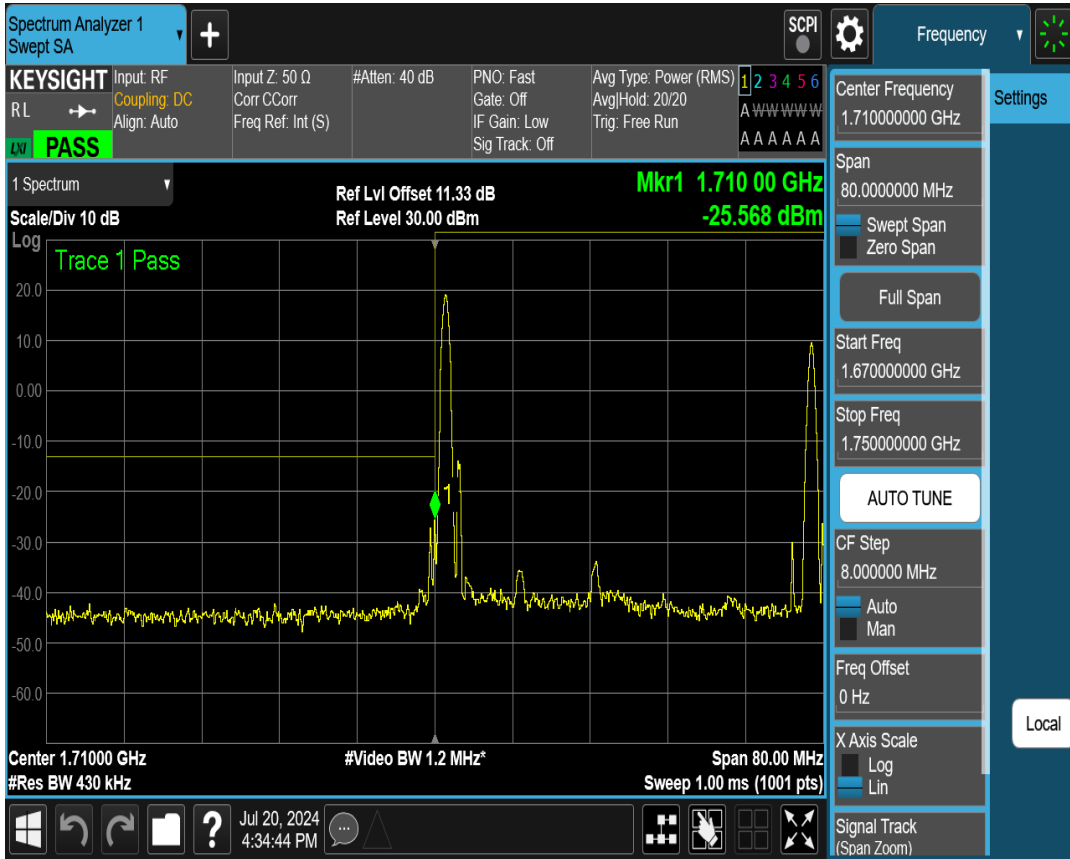 Spectrum Analyzer 1
Swept SA
+
SCPI
Frequency
KEYSIGHT
RL
LXI PASS
Input: RF
Coupling: DC
Align: Auto
Input Z: 50 Ω
Corr CCorr
Freq Ref: Int (S)
#Atten: 40 dB
PNO: Fast
Gate: Off
IF Gain: Low
Sig Track: Off
Avg Type: Power (RMS)
Avg|Hold: 20/20
Trig: Free Run
1 2 3 4 5 6
A W W W W W
A A A A A A
1 Spectrum
Scale/Div 10 dB
Ref Lvl Offset 11.33 dB
Ref Level 30.00 dBm
Mkr1 1.710 00 GHz
-25.568 dBm
Log
Trace 1 Pass
20.0
10.0
0.00
-10.0
-20.0
-30.0
-40.0
-50.0
-60.0
1
Center 1.71000 GHz
#Res BW 430 kHz
#Video BW 1.2 MHz*
Span 80.00 MHz
Sweep 1.00 ms (1001 pts)
Center Frequency
1.710000000 GHz
Span
80.0000000 MHz
Swept Span
Zero Span
Full Span
Start Freq
1.670000000 GHz
Stop Freq
1.750000000 GHz
AUTO TUNE
CF Step
8.000000 MHz
Auto
Man
Freq Offset
0 Hz
X Axis Scale
Log
Lin
Signal Track
(Span Zoom)
Settings
Local
?
Jul 20, 2024
4:34:44 PM